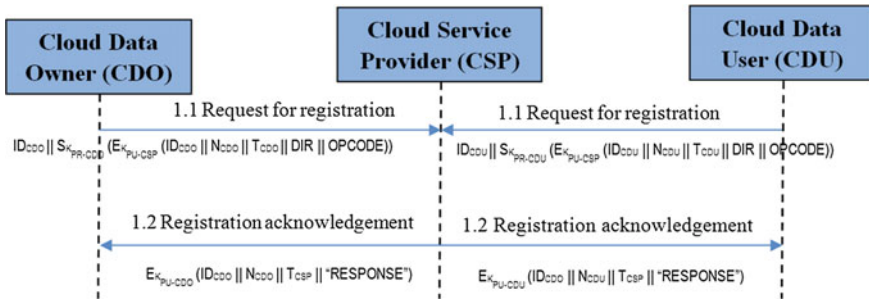 Cloud Data
Owner (CDO)
Cloud Service
Provider (CSP)
Cloud Data
User (CDU)
1.1 Request for registration
1.1 Request for registration
IDCDO || SKPR-CDO (EKPU-CSP (IDCDO || NCDO || TCDO || DIR || OPCODE))
IDCDU || SKPR-CDU (EKPU-CSP (IDCDU || NCDU || TCDU || DIR || OPCODE))
1.2 Registration acknowledgement
1.2 Registration acknowledgement
EKPU-CDO (IDCDO || NCDO || TCSP || “RESPONSE”)
EKPU-CDU (IDCDO || NCDU || TCSP || “RESPONSE”)